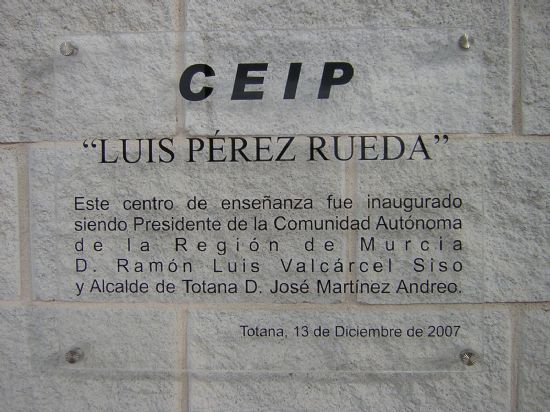 CEIP
“LUIS PÉREZ RUEDA”
Este centro de enseñanza fue inaugurado
siendo Presidente de la Comunidad Autónoma
de la Región de Murcia
D. Ramón Luis Valcárcel Siso
y Alcalde de Totana D. José Martínez Andreo.
Totana, 13 de Diciembre de 2007